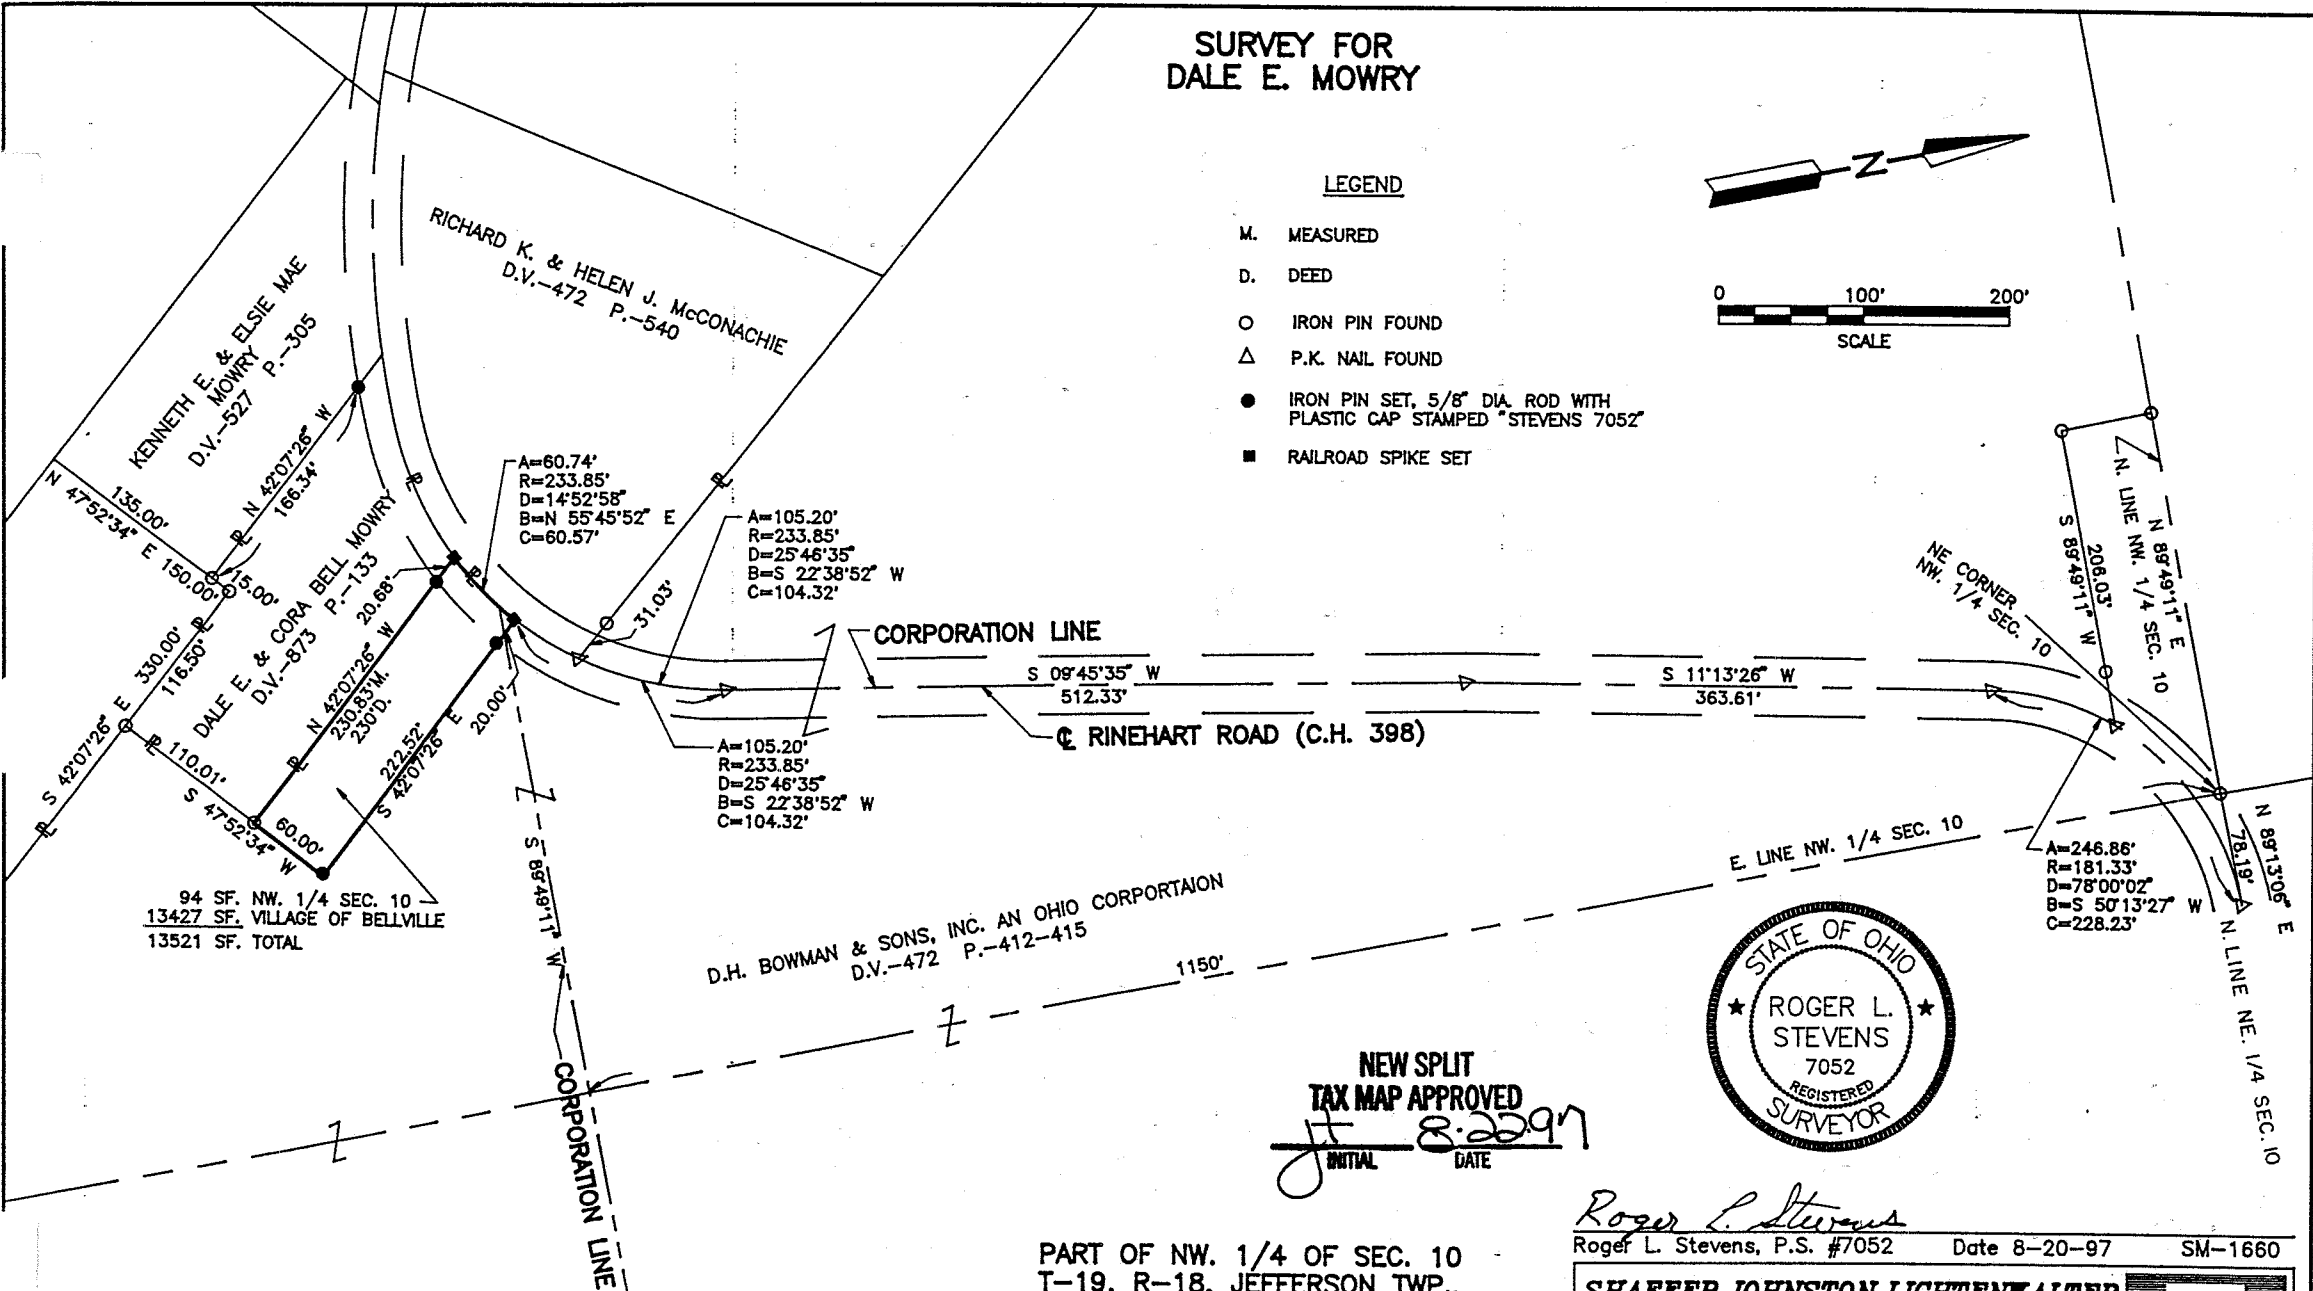 SURVEY FOR
DALE E. MOWRY
LEGEND
M. MEASURED
D. DEED
IRON PIN FOUND
P.K. NAIL FOUND
IRON PIN SET, 5/8" DIA. ROD WITH
PLASTIC CAP STAMPED "STEVENS 7052"
RAILROAD SPIKE SET
N
0 100' 200'
SCALE
RICHARD K. & HELEN J. McCONACHIE
D.V.-472 P.-540
KENNETH E. & ELSIE MAE
MOWRY
D.V.-527 P.-305
N 42°07'26" W
166.34'
135.00'
N 47°52'34" E 150.00'
15.00'
DALE E. & CORA BELL MOWRY
D.V.-873 P.-133
20.68'
S 42°07'26" E 330.00'
116.50'
N 42°07'26" W
230.83'M.
230'D.
222.52'
S 42°07'26" E
20.00'
110.01'
S 47°52'34" W
60.00'
94 SF. NW. 1/4 SEC. 10
13427 SF. VILLAGE OF BELLVILLE
13521 SF. TOTAL
A=60.74'
R=233.85'
D=14°52'58"
B=N 55°45'52" E
C=60.57'
A=105.20'
R=233.85'
D=25°46'35"
B=S 22°38'52" W
C=104.32'
31.03'
CORPORATION LINE
S 09°45'35" W
512.33'
S 11°13'26" W
363.61'
℄ RINEHART ROAD (C.H. 398)
A=105.20'
R=233.85'
D=25°46'35"
B=S 22°38'52" W
C=104.32'
S 89°49'11" W
CORPORATION LINE
D.H. BOWMAN & SONS, INC. AN OHIO CORPORTAION
D.V.-472 P.-412-415
1150'
E. LINE NW. 1/4 SEC. 10
NE CORNER
NW. 1/4 SEC. 10
206.03'
S 89°49'11" W
N. LINE NW. 1/4 SEC. 10
N 89°49'11" E
A=246.86'
R=181.33'
D=78°00'02"
B=S 50°13'27" W
C=228.23'
78.19'
N 89°13'06" E
N. LINE NE. 1/4 SEC. 10
STATE OF OHIO
ROGER L.
STEVENS
7052
REGISTERED
SURVEYOR
NEW SPLIT
TAX MAP APPROVED
jt 8.22.97
INITIAL DATE
Roger L. Stevens
Roger L. Stevens, P.S. #7052 Date 8-20-97 SM-1660
PART OF NW. 1/4 OF SEC. 10
T-19, R-18, JEFFERSON TWP.,
SHAFFER JOHNSTON LICHTENWALTER